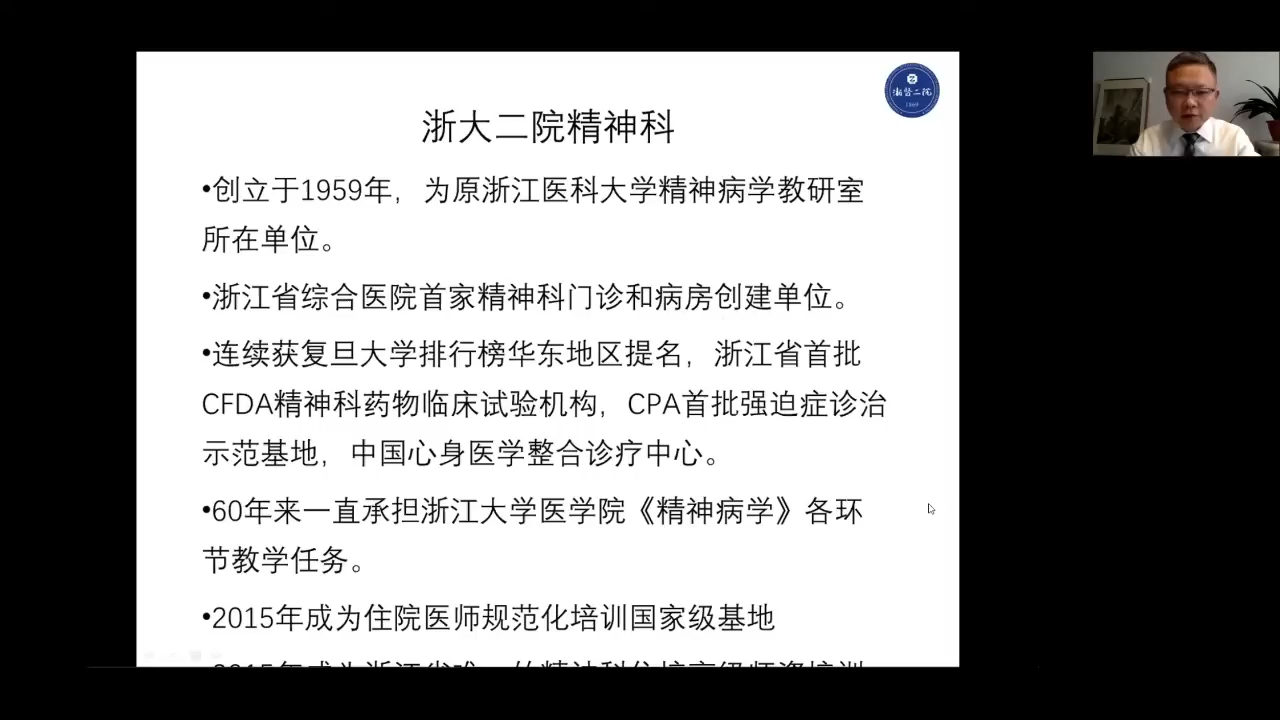 浙大二院精神科
浙医二院
1869
•创立于1959年，为原浙江医科大学精神病学教研室
所在单位。
•浙江省综合医院首家精神科门诊和病房创建单位。
•连续获复旦大学排行榜华东地区提名，浙江省首批
CFDA精神科药物临床试验机构，CPA首批强迫症诊治
示范基地，中国心身医学整合诊疗中心。
•60年来一直承担浙江大学医学院《精神病学》各环
节教学任务。
•2015年成为住院医师规范化培训国家级基地